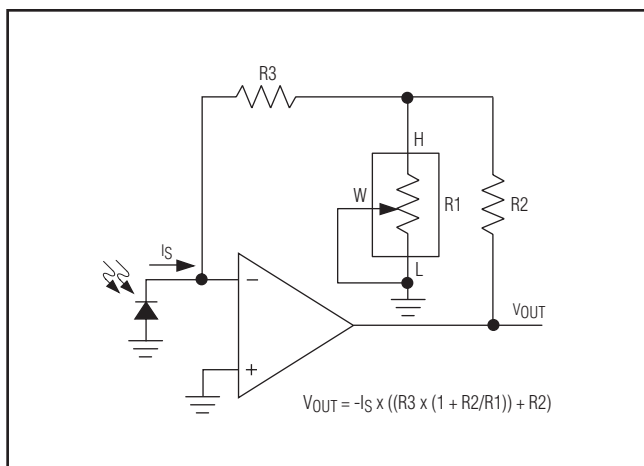 R3
H
W
R1
R2
L
IS
−
+
VOUT
VOUT = -IS x ((R3 x (1 + R2/R1)) + R2)